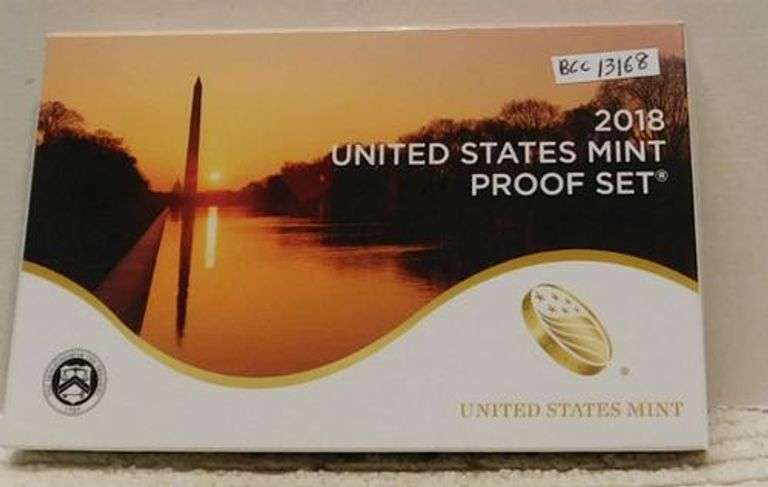 BCC 13168
2018
UNITED STATES MINT
PROOF SET®
®
UNITED STATES MINT